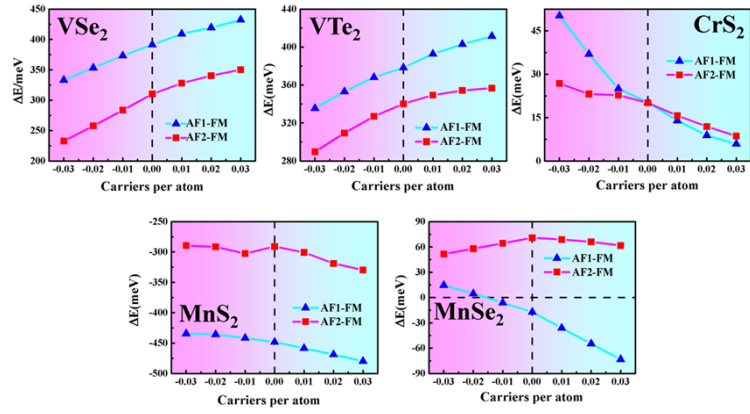 VSe2
450
400
350
300
250
200
ΔE/meV
AF1-FM
AF2-FM
-0.03 -0.02 -0.01 0.00 0.01 0.02 0.03
Carriers per atom
VTe2
440
400
360
320
280
ΔE(meV)
AF1-FM
AF2-FM
-0.03 -0.02 -0.01 0.00 0.01 0.02 0.03
Carriers per atom
CrS2
45
30
15
0
ΔE(meV)
AF1-FM
AF2-FM
-0.03 -0.02 -0.01 0.00 0.01 0.02 0.03
Carriers per atom
-250
-300
-350
-400
-450
-500
ΔE(meV)
AF1-FM
AF2-FM
MnS2
-0.03 -0.02 -0.01 0.00 0.01 0.02 0.03
Carriers per atom
90
60
30
0
-30
-60
-90
ΔE(meV)
AF1-FM
AF2-FM
MnSe2
-0.03 -0.02 -0.01 0.00 0.01 0.02 0.03
Carriers per atom